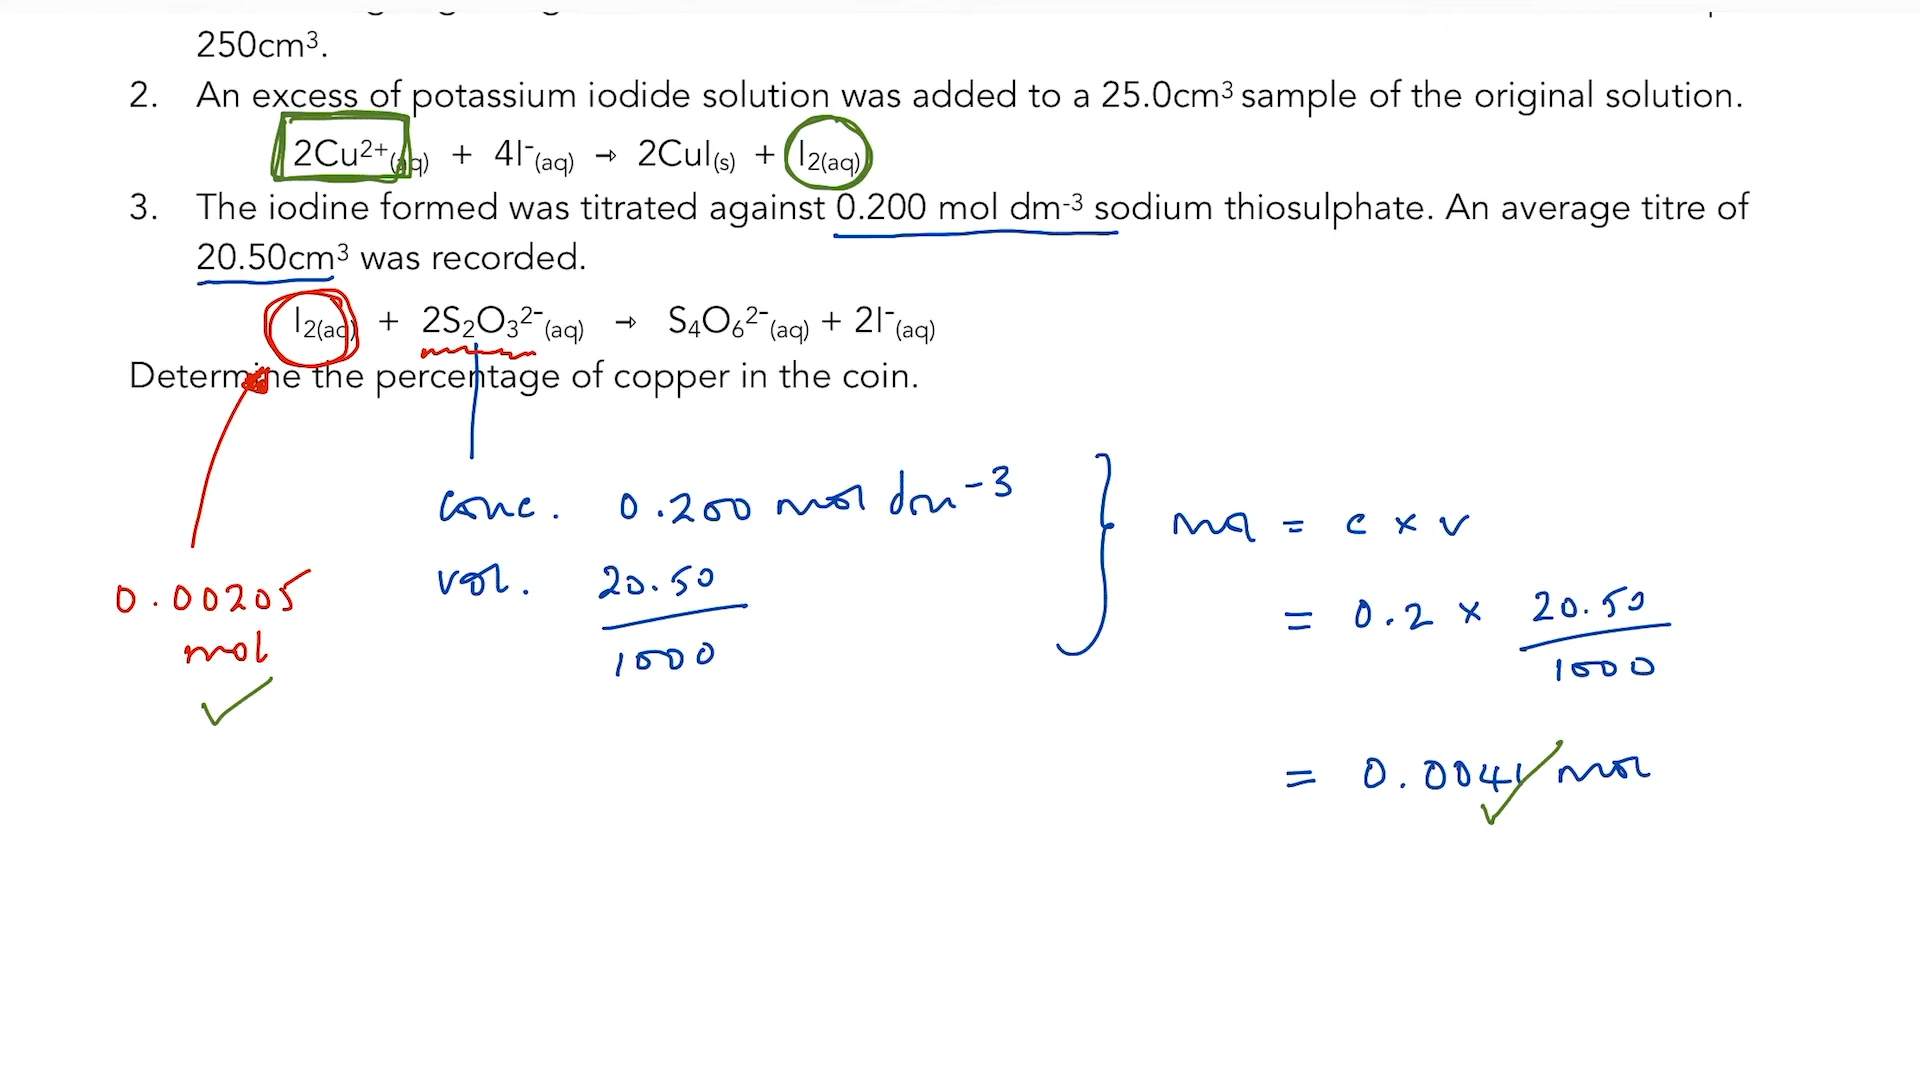 250cm³.
2. An excess of potassium iodide solution was added to a 25.0cm³ sample of the original solution.
2Cu²⁺(aq) + 4I⁻(aq) → 2CuI(s) + I₂(aq)
3. The iodine formed was titrated against 0.200 mol dm⁻³ sodium thiosulphate. An average titre of
20.50cm³ was recorded.
I₂(aq) + 2S₂O₃²⁻(aq) → S₄O₆²⁻(aq) + 2I⁻(aq)
Determine the percentage of copper in the coin.
conc. 0.200 mol dm⁻³
vol. 20.50
1000
mol = c × v
= 0.2 × 20.50
1000
= 0.0041 mol
0.00205
mol